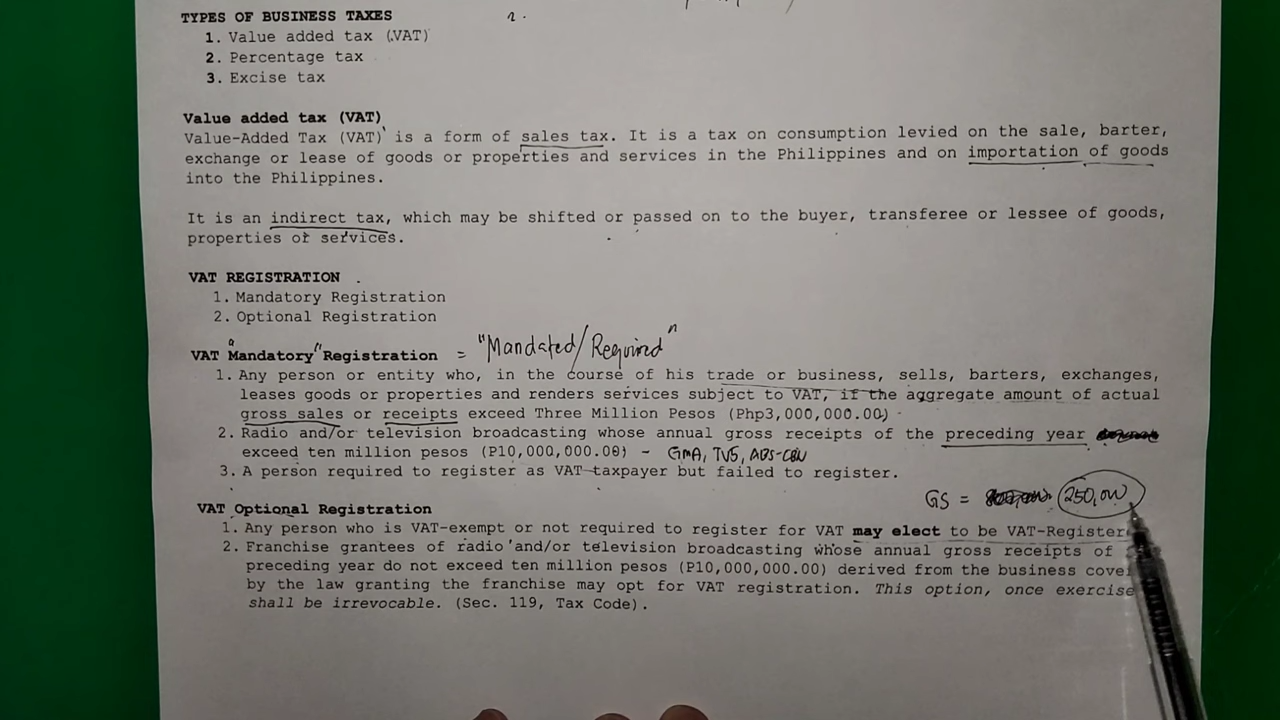 TYPES OF BUSINESS TAXES
1. Value added tax (VAT)
2. Percentage tax
3. Excise tax
Value added tax (VAT)
Value-Added Tax (VAT) is a form of sales tax. It is a tax on consumption levied on the sale, barter,
exchange or lease of goods or properties and services in the Philippines and on importation of goods
into the Philippines.
It is an indirect tax, which may be shifted or passed on to the buyer, transferee or lessee of goods,
properties or services.
VAT REGISTRATION
1. Mandatory Registration
2. Optional Registration
VAT "Mandatory" Registration = "Mandated/Required"
1. Any person or entity who, in the course of his trade or business, sells, barters, exchanges,
leases goods or properties and renders services subject to VAT, if the aggregate amount of actual
gross sales or receipts exceed Three Million Pesos (Php3,000,000.00)
2. Radio and/or television broadcasting whose annual gross receipts of the preceding year
exceed ten million pesos (P10,000,000.00) - GMA, TV5, ABS-CBN
3. A person required to register as VAT taxpayer but failed to register.
GS = 250,000
VAT Optional Registration
1. Any person who is VAT-exempt or not required to register for VAT may elect to be VAT-Register
2. Franchise grantees of radio and/or television broadcasting whose annual gross receipts of
preceding year do not exceed ten million pesos (P10,000,000.00) derived from the business cove
by the law granting the franchise may opt for VAT registration. This option, once exercise
shall be irrevocable. (Sec. 119, Tax Code).